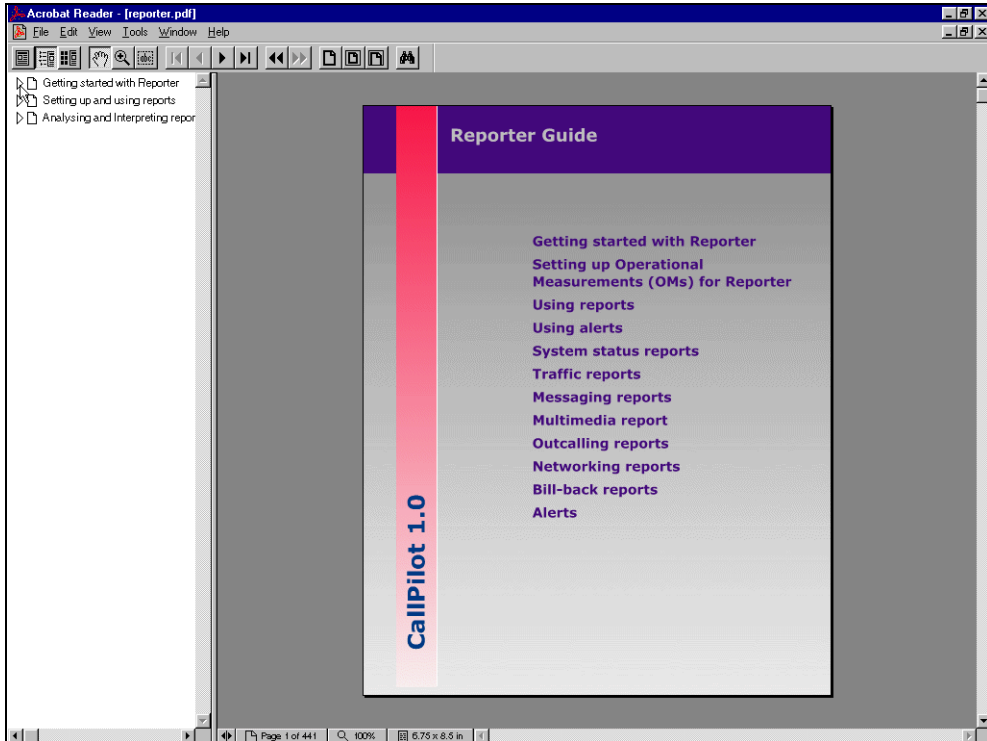 Acrobat Reader - [reporter.pdf]
File Edit View Tools Window Help
abc
Getting started with Reporter
Setting up and using reports
Analysing and Interpreting repor
Reporter Guide
Getting started with Reporter
Setting up Operational
Measurements (OMs) for Reporter
Using reports
Using alerts
System status reports
Traffic reports
Messaging reports
Multimedia report
Outcalling reports
Networking reports
Bill-back reports
Alerts
CallPilot 1.0
Page 1 of 441
100%
6.75 x 8.5 in